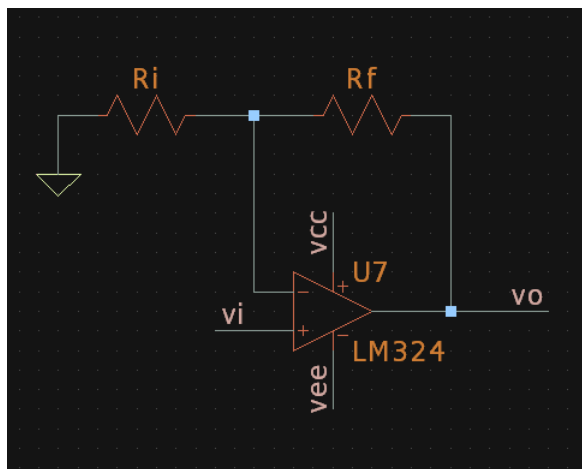 Ri
Rf
vcc
+
U7
vi
−
+
vo
−
LM324
vee